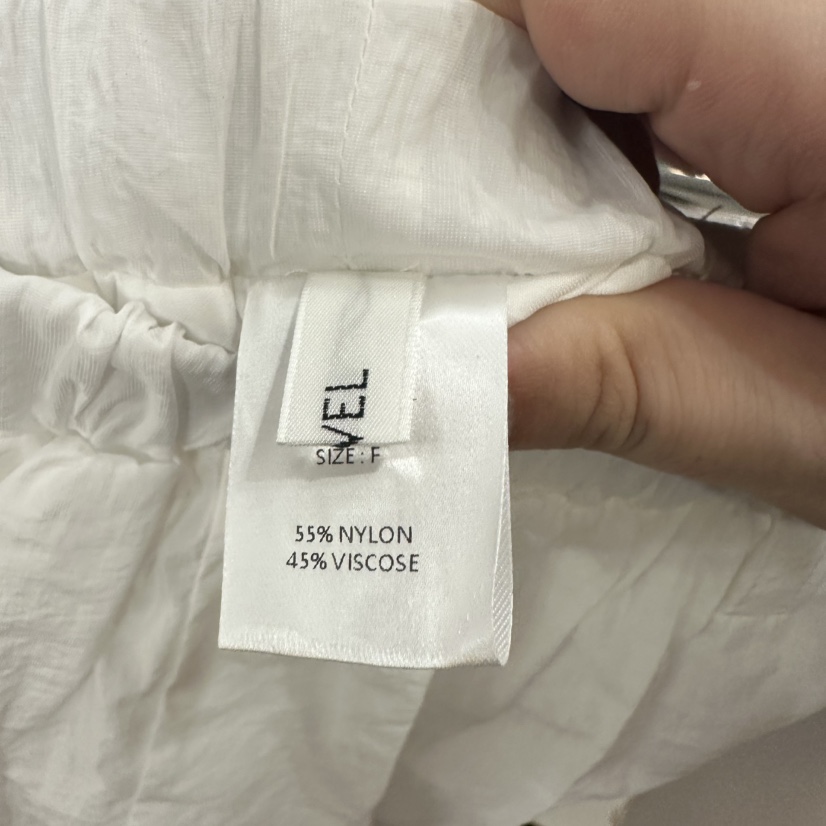 VEL
SIZE : F
55% NYLON
45% VISCOSE